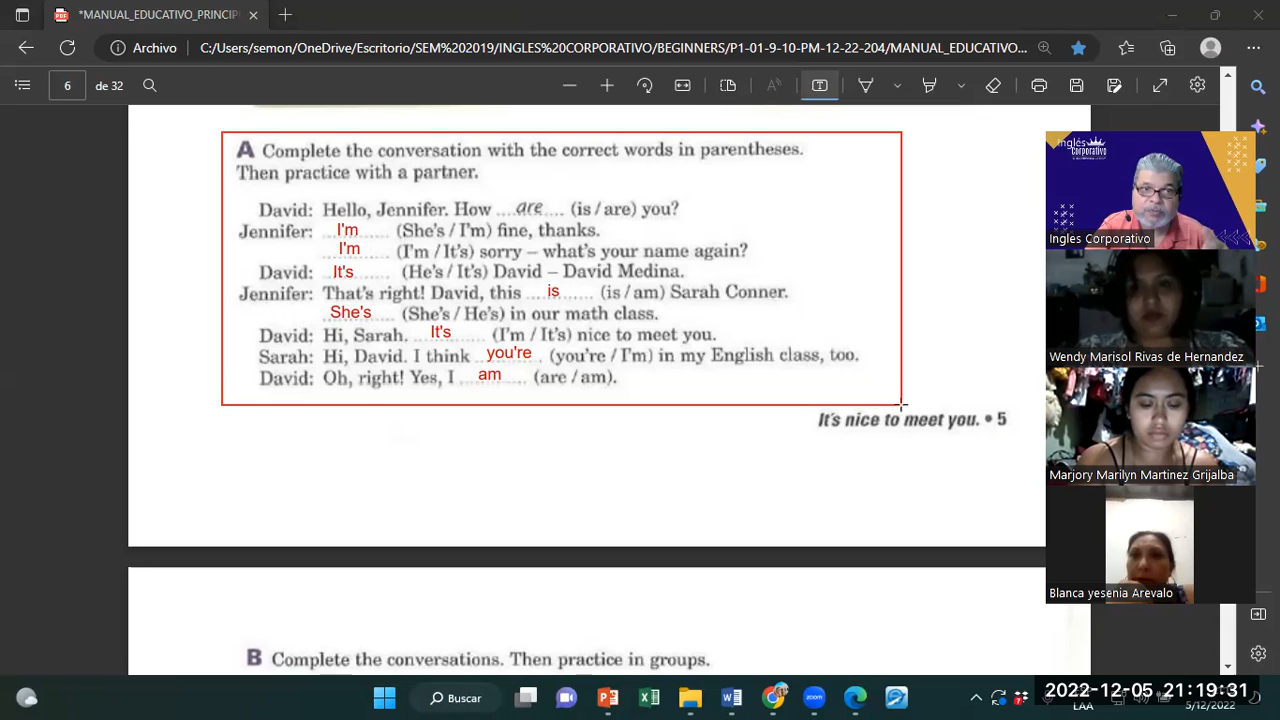 *MANUAL_EDUCATIVO_PRINCIP
Archivo C:/Users/semon/OneDrive/Escritorio/SEM%202019/INGLES%20CORPORATIVO/BEGINNERS/P1-01-9-10-PM-12-22-204/MANUAL_EDUCATIVO...
6 de 32
A Complete the conversation with the correct words in parentheses.
Then practice with a partner.
David: Hello, Jennifer. How ....are.... (is / are) you?
Jennifer: I'm (She's / I'm) fine, thanks.
I'm (I'm / It's) sorry – what's your name again?
David: It's (He's / It's) David – David Medina.
Jennifer: That's right! David, this is (is / am) Sarah Conner.
She's (She's / He's) in our math class.
David: Hi, Sarah. It's (I'm / It's) nice to meet you.
Sarah: Hi, David. I think you're (you're / I'm) in my English class, too.
David: Oh, right! Yes, I am (are / am).
It's nice to meet you. • 5
B Complete the conversations. Then practice in groups.
Inglés
Corporativo
Ingles Corporativo
Wendy Marisol Rivas de Hernandez
Marjory Marilyn Martinez Grijalba
Blanca yesenia Arevalo
Buscar
2022-12-05 21:19:31
LAA 5/12/2022